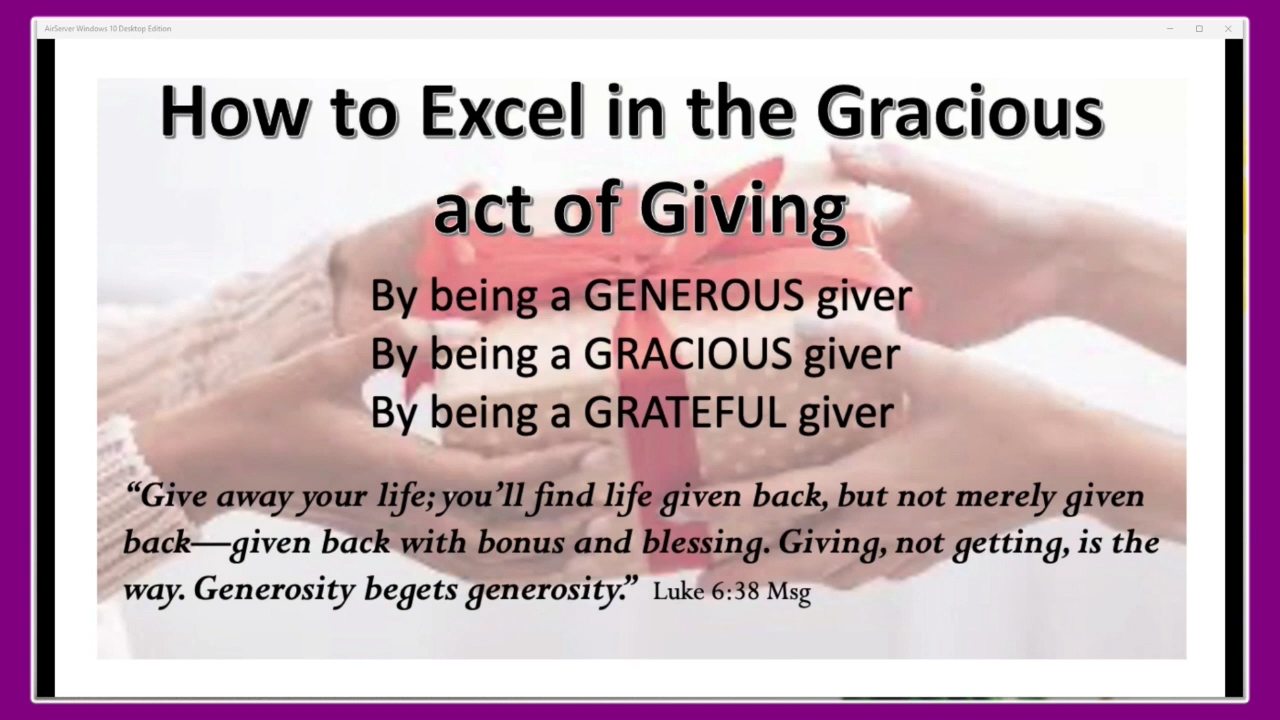 AirServer Windows 10 Desktop Edition
How to Excel in the Gracious
act of Giving
By being a GENEROUS giver
By being a GRACIOUS giver
By being a GRATEFUL giver
“Give away your life; you’ll find life given back, but not merely given
back—given back with bonus and blessing. Giving, not getting, is the
way. Generosity begets generosity.” Luke 6:38 Msg